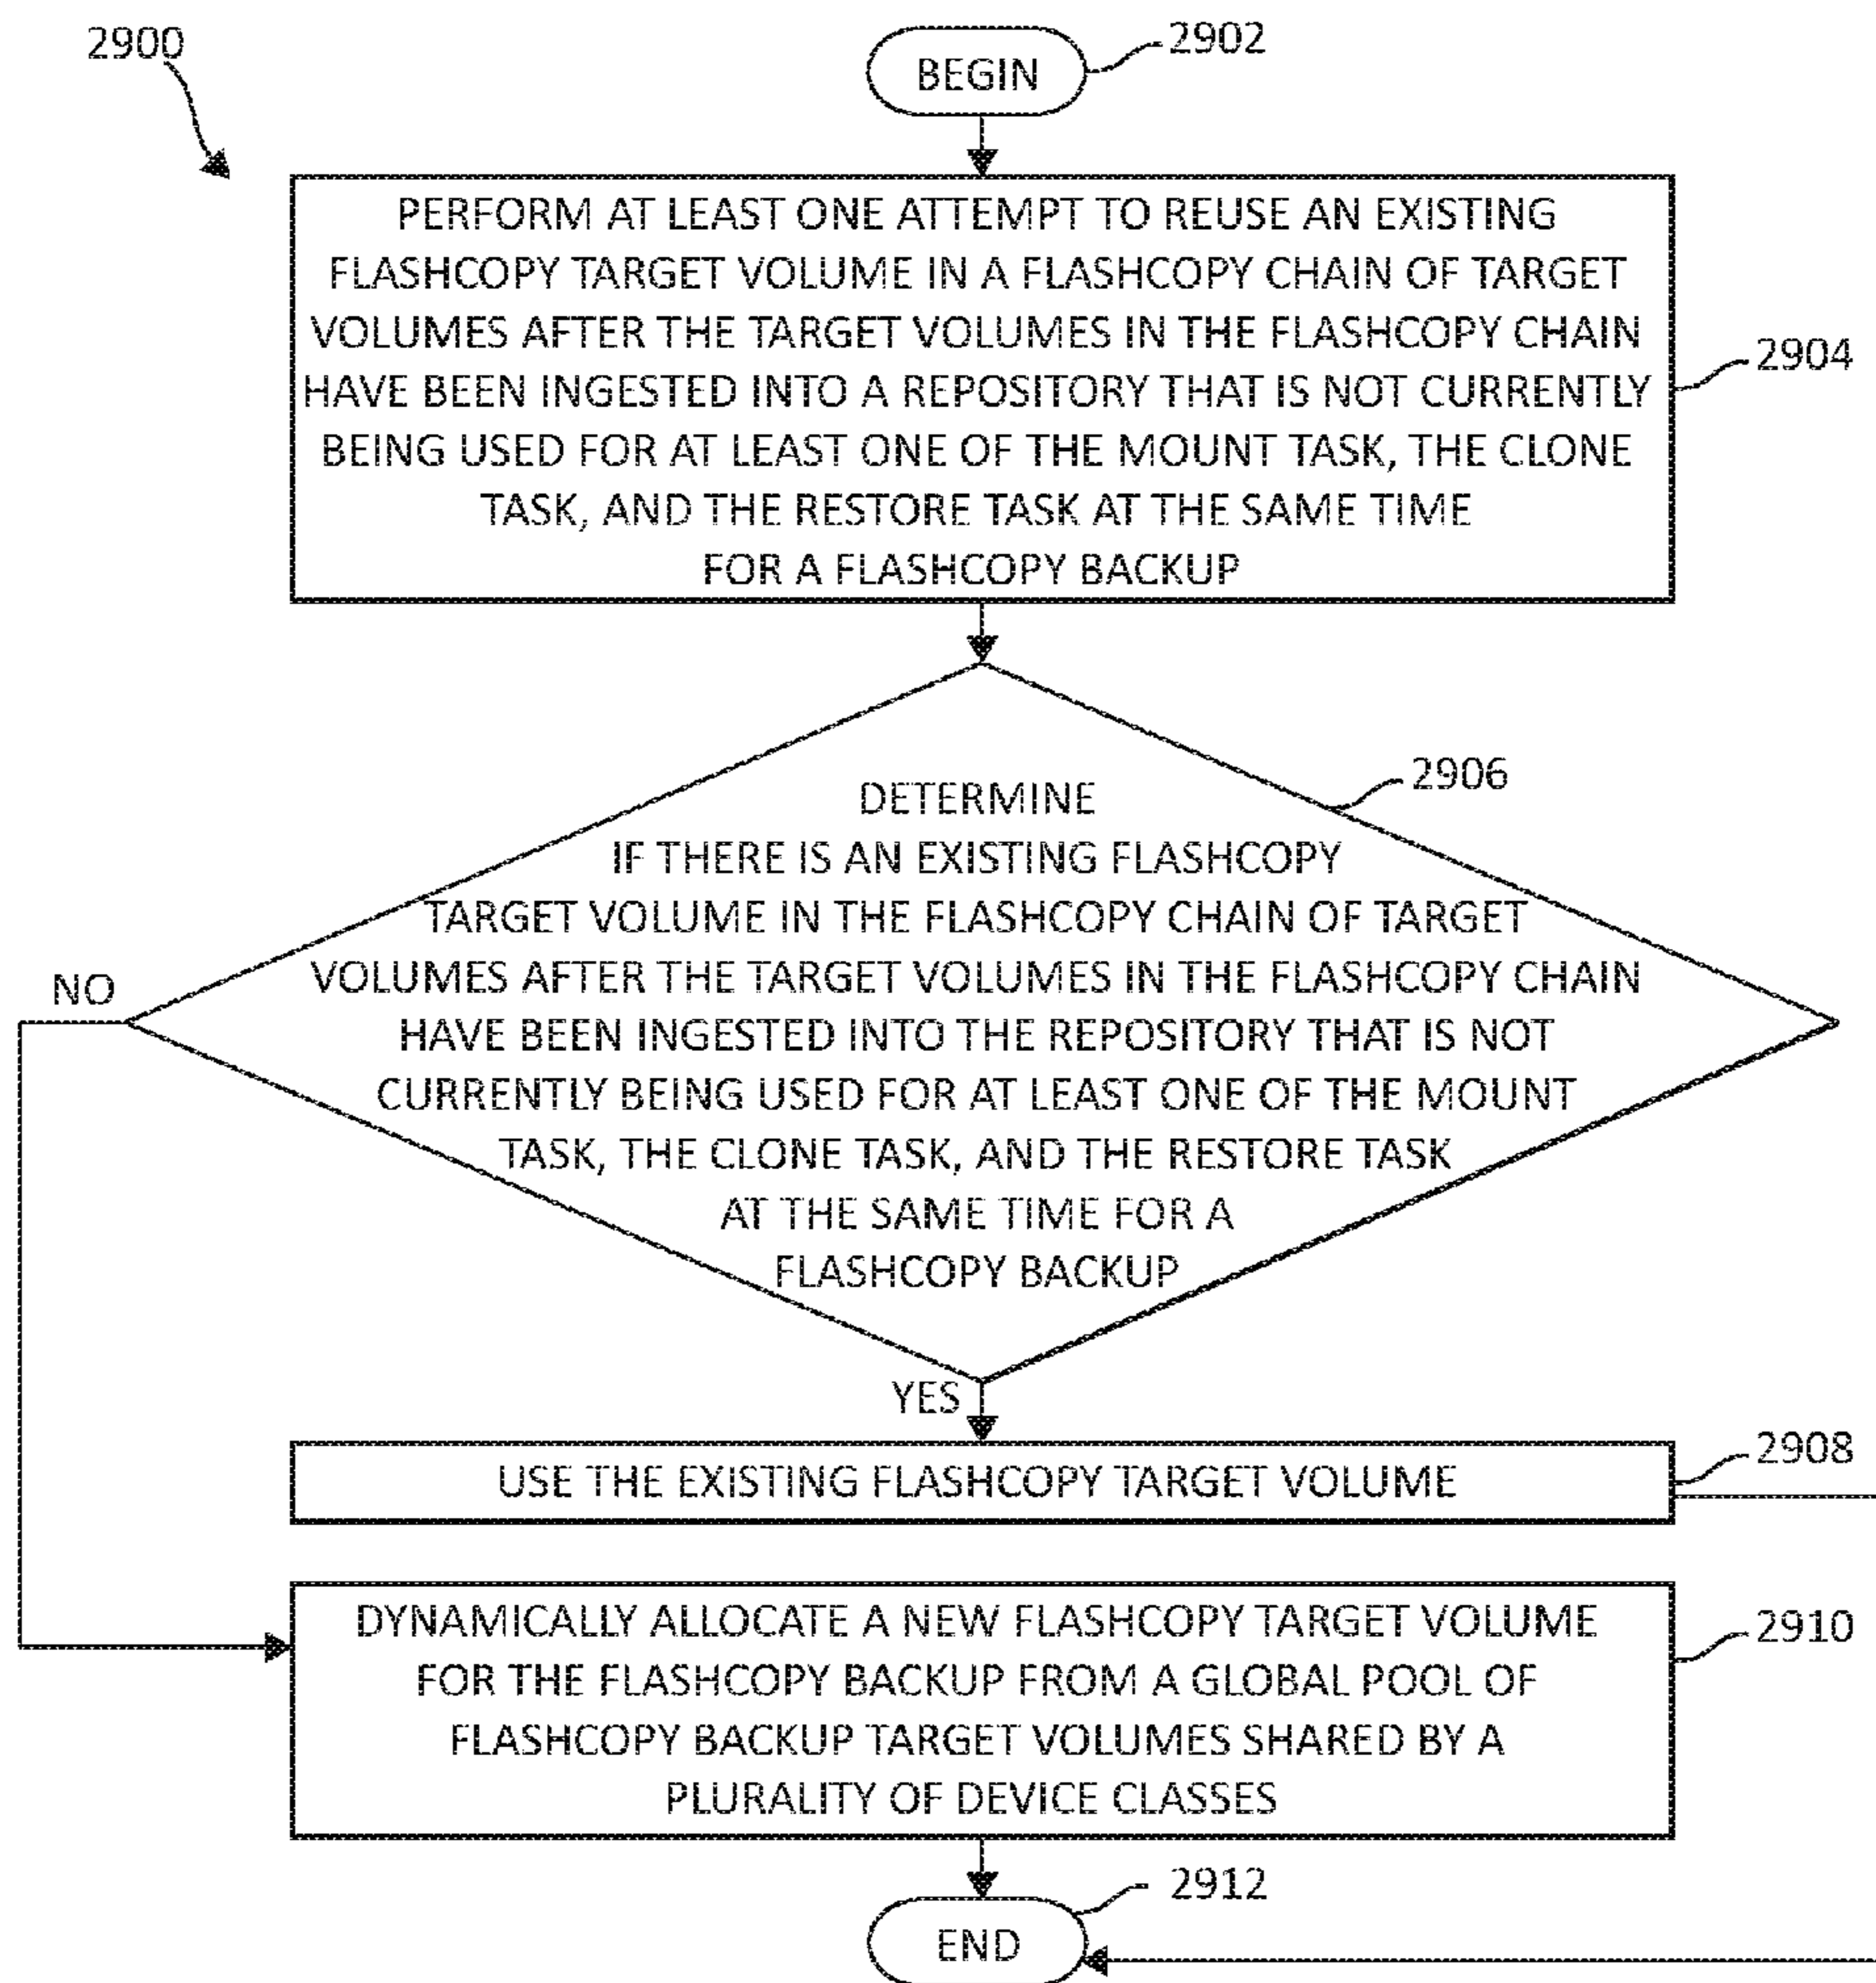 2900
BEGIN
2902
PERFORM AT LEAST ONE ATTEMPT TO REUSE AN EXISTING
FLASHCOPY TARGET VOLUME IN A FLASHCOPY CHAIN OF TARGET
VOLUMES AFTER THE TARGET VOLUMES IN THE FLASHCOPY CHAIN
HAVE BEEN INGESTED INTO A REPOSITORY THAT IS NOT CURRENTLY
BEING USED FOR AT LEAST ONE OF THE MOUNT TASK, THE CLONE
TASK, AND THE RESTORE TASK AT THE SAME TIME
FOR A FLASHCOPY BACKUP
2904
2906
DETERMINE
IF THERE IS AN EXISTING FLASHCOPY
TARGET VOLUME IN THE FLASHCOPY CHAIN OF TARGET
VOLUMES AFTER THE TARGET VOLUMES IN THE FLASHCOPY CHAIN
HAVE BEEN INGESTED INTO THE REPOSITORY THAT IS NOT
CURRENTLY BEING USED FOR AT LEAST ONE OF THE MOUNT
TASK, THE CLONE TASK, AND THE RESTORE TASK
AT THE SAME TIME FOR A
FLASHCOPY BACKUP
NO
YES
USE THE EXISTING FLASHCOPY TARGET VOLUME
2908
DYNAMICALLY ALLOCATE A NEW FLASHCOPY TARGET VOLUME
FOR THE FLASHCOPY BACKUP FROM A GLOBAL POOL OF
FLASHCOPY BACKUP TARGET VOLUMES SHARED BY A
PLURALITY OF DEVICE CLASSES
2910
2912
END